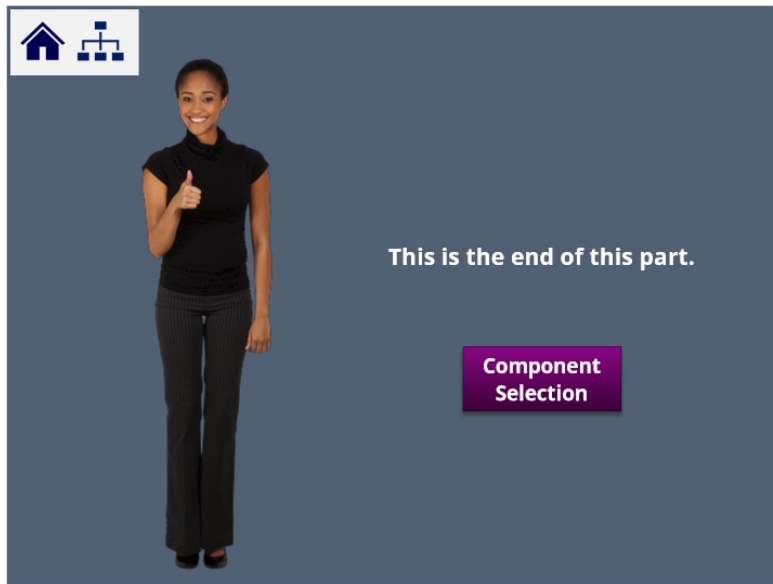 This is the end of this part.
Component
Selection